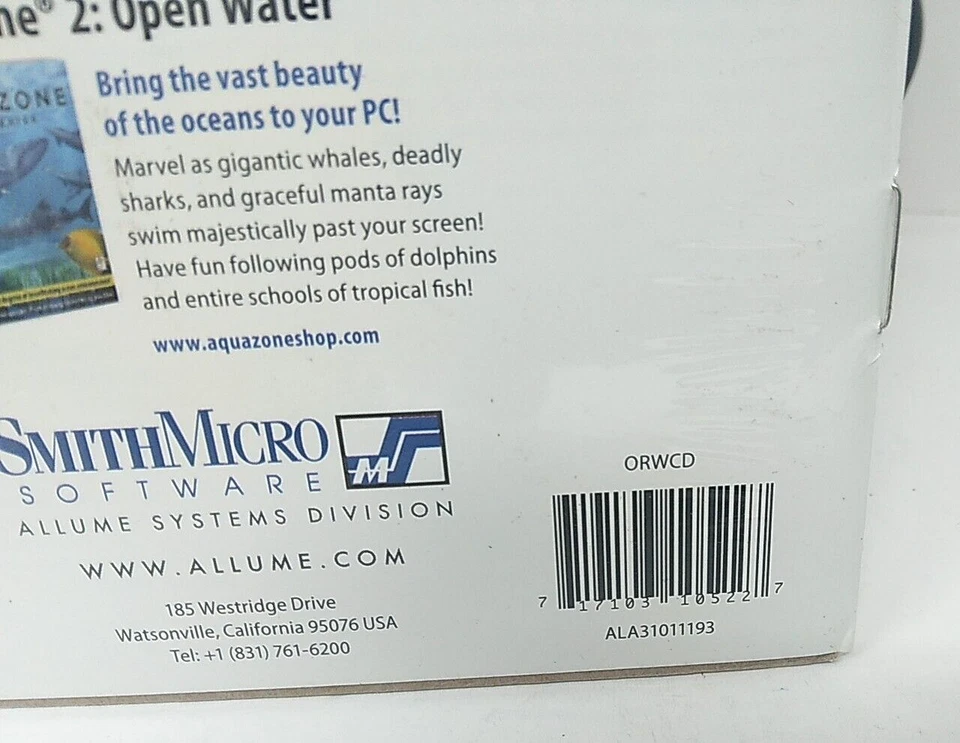 ne® 2: Open Water
Bring the vast beauty
of the oceans to your PC!
ZONE
Marvel as gigantic whales, deadly
sharks, and graceful manta rays
swim majestically past your screen!
Have fun following pods of dolphins
and entire schools of tropical fish!
www.aquazoneshop.com
SMITHMICRO
SOFTWARE
M
ALLUME SYSTEMS DIVISION
WWW.ALLUME.COM
185 Westridge Drive
Watsonville, California 95076 USA
Tel: +1 (831) 761-6200
ORWCD
7 17103 10522 7
ALA31011193